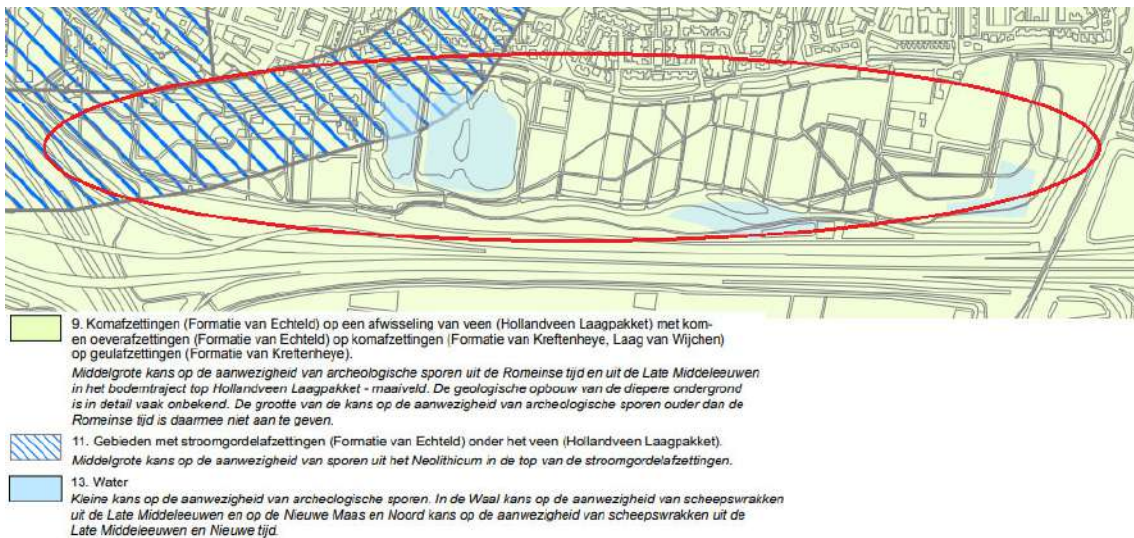 9. Komafzettingen (Formatie van Echteld) op een afwisseling van veen (Hollandveen Laagpakket) met kom-
en oeverafzettingen (Formatie van Echteld) op komafzettingen (Formatie van Kreftenheye, Laag van Wijchen)
op geulafzettingen (Formatie van Kreftenheye).
Middelgrote kans op de aanwezigheid van archeologische sporen uit de Romeinse tijd en uit de Late Middeleeuwen
in het bodemtraject top Hollandveen Laagpakket - maaiveld. De geologische opbouw van de diepere ondergrond
is in detail vaak onbekend. De grootte van de kans op de aanwezigheid van archeologische sporen ouder dan de
Romeinse tijd is daarmee niet aan te geven.
11. Gebieden met stroomgordelafzettingen (Formatie van Echteld) onder het veen (Hollandveen Laagpakket).
Middelgrote kans op de aanwezigheid van sporen uit het Neolithicum in de top van de stroomgordelafzettingen.
13. Water
Kleine kans op de aanwezigheid van archeologische sporen. In de Waal kans op de aanwezigheid van scheepswrakken
uit de Late Middeleeuwen en op de Nieuwe Maas en Noord kans op de aanwezigheid van scheepswrakken uit de
Late Middeleeuwen en Nieuwe tijd.